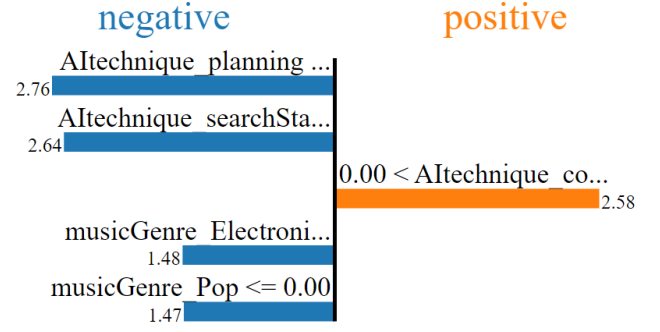 negative
positive
AItechnique_planning ...
2.76
AItechnique_searchSta...
2.64
0.00 < AItechnique_co...
2.58
musicGenre_Electroni...
1.48
musicGenre_Pop <= 0.00
1.47